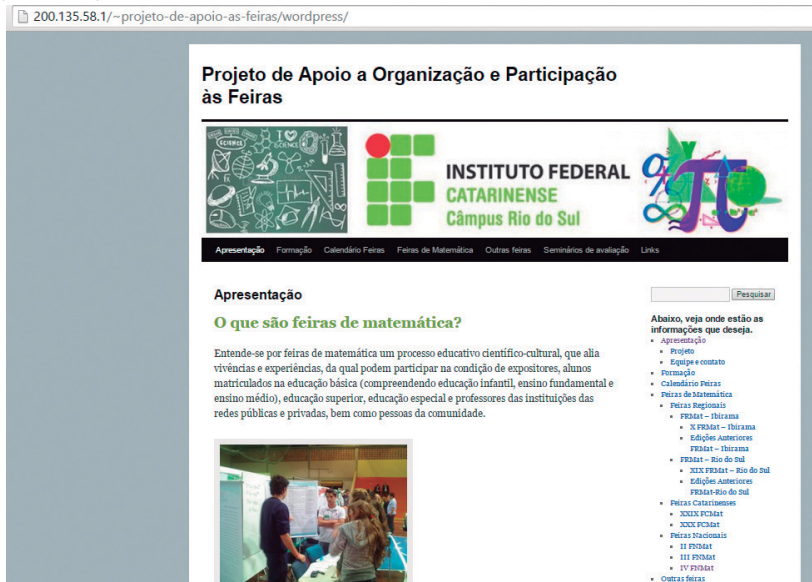 200.135.58.1/~projeto-de-apoio-as-feiras/wordpress/
Projeto de Apoio a Organização e Participação
às Feiras
SCIENCE
I
SCIENCE
INSTITUTO FEDERAL
CATARINENSE
Câmpus Rio do Sul
Apresentação Formação Calendário Feiras Feiras de Matemática Outras feiras Seminários de avaliação Links
Apresentação
O que são feiras de matemática?
Entende-se por feiras de matemática um processo educativo científico-cultural, que alia
vivências e experiências, da qual podem participar na condição de expositores, alunos
matriculados na educação básica (compreendendo educação infantil, ensino fundamental e
ensino médio), educação superior, educação especial e professores das instituições das
redes públicas e privadas, bem como pessoas da comunidade.
Pesquisar
Abaixo, veja onde estão as
informações que deseja.
Apresentação
Projeto
Equipe e contato
Formação
Calendário Feiras
Feiras de Matemática
Feiras Regionais
FRMat – Ibirama
X FRMat – Ibirama
Edições Anteriores
FRMat – Ibirama
FRMat – Rio do Sul
XIX FRMat – Rio do Sul
Edições Anteriores
FRMat-Rio do Sul
Feiras Catarinenses
XXIX FCMat
XXX FCMat
Feiras Nacionais
II FNMat
III FNMat
IV FNMat
Outras feiras